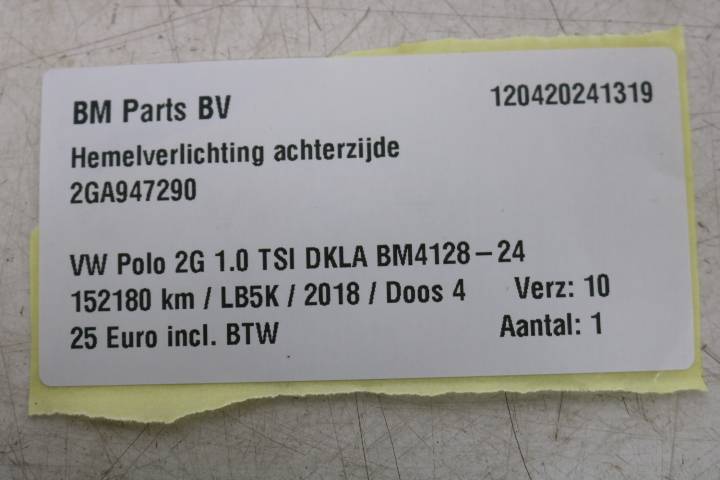 BM Parts BV 120420241319
Hemelverlichting achterzijde
2GA947290
VW Polo 2G 1.0 TSI DKLA BM4128-24
152180 km / LB5K / 2018 / Doos 4 Verz: 10
25 Euro incl. BTW Aantal: 1